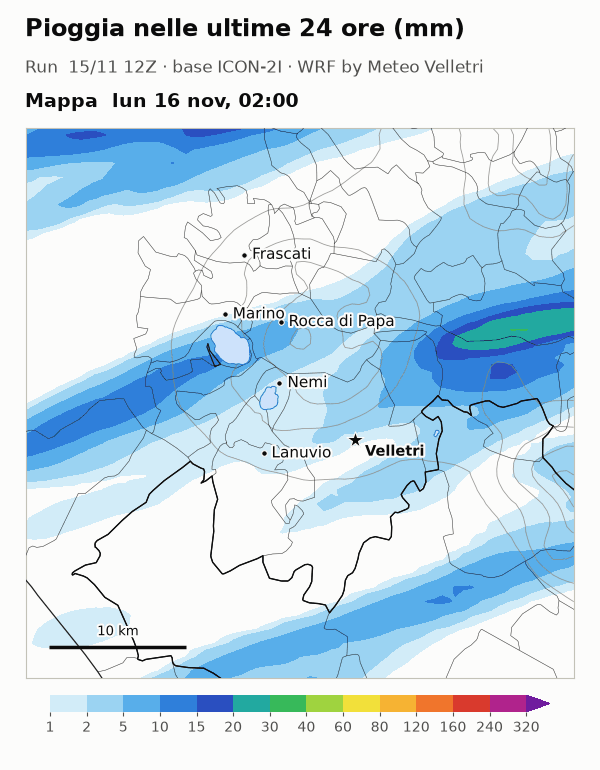 Pioggia nelle ultime 24 ore (mm)
Run  15/11 12Z · base ICON-2I · WRF by Meteo Velletri
Mappa  lun 16 nov, 02:00
Frascati
Marino
Rocca di Papa
Nemi
Velletri
Lanuvio
10 km
1 2 5 10 15 20 30 40 60 80 120 160 240 320